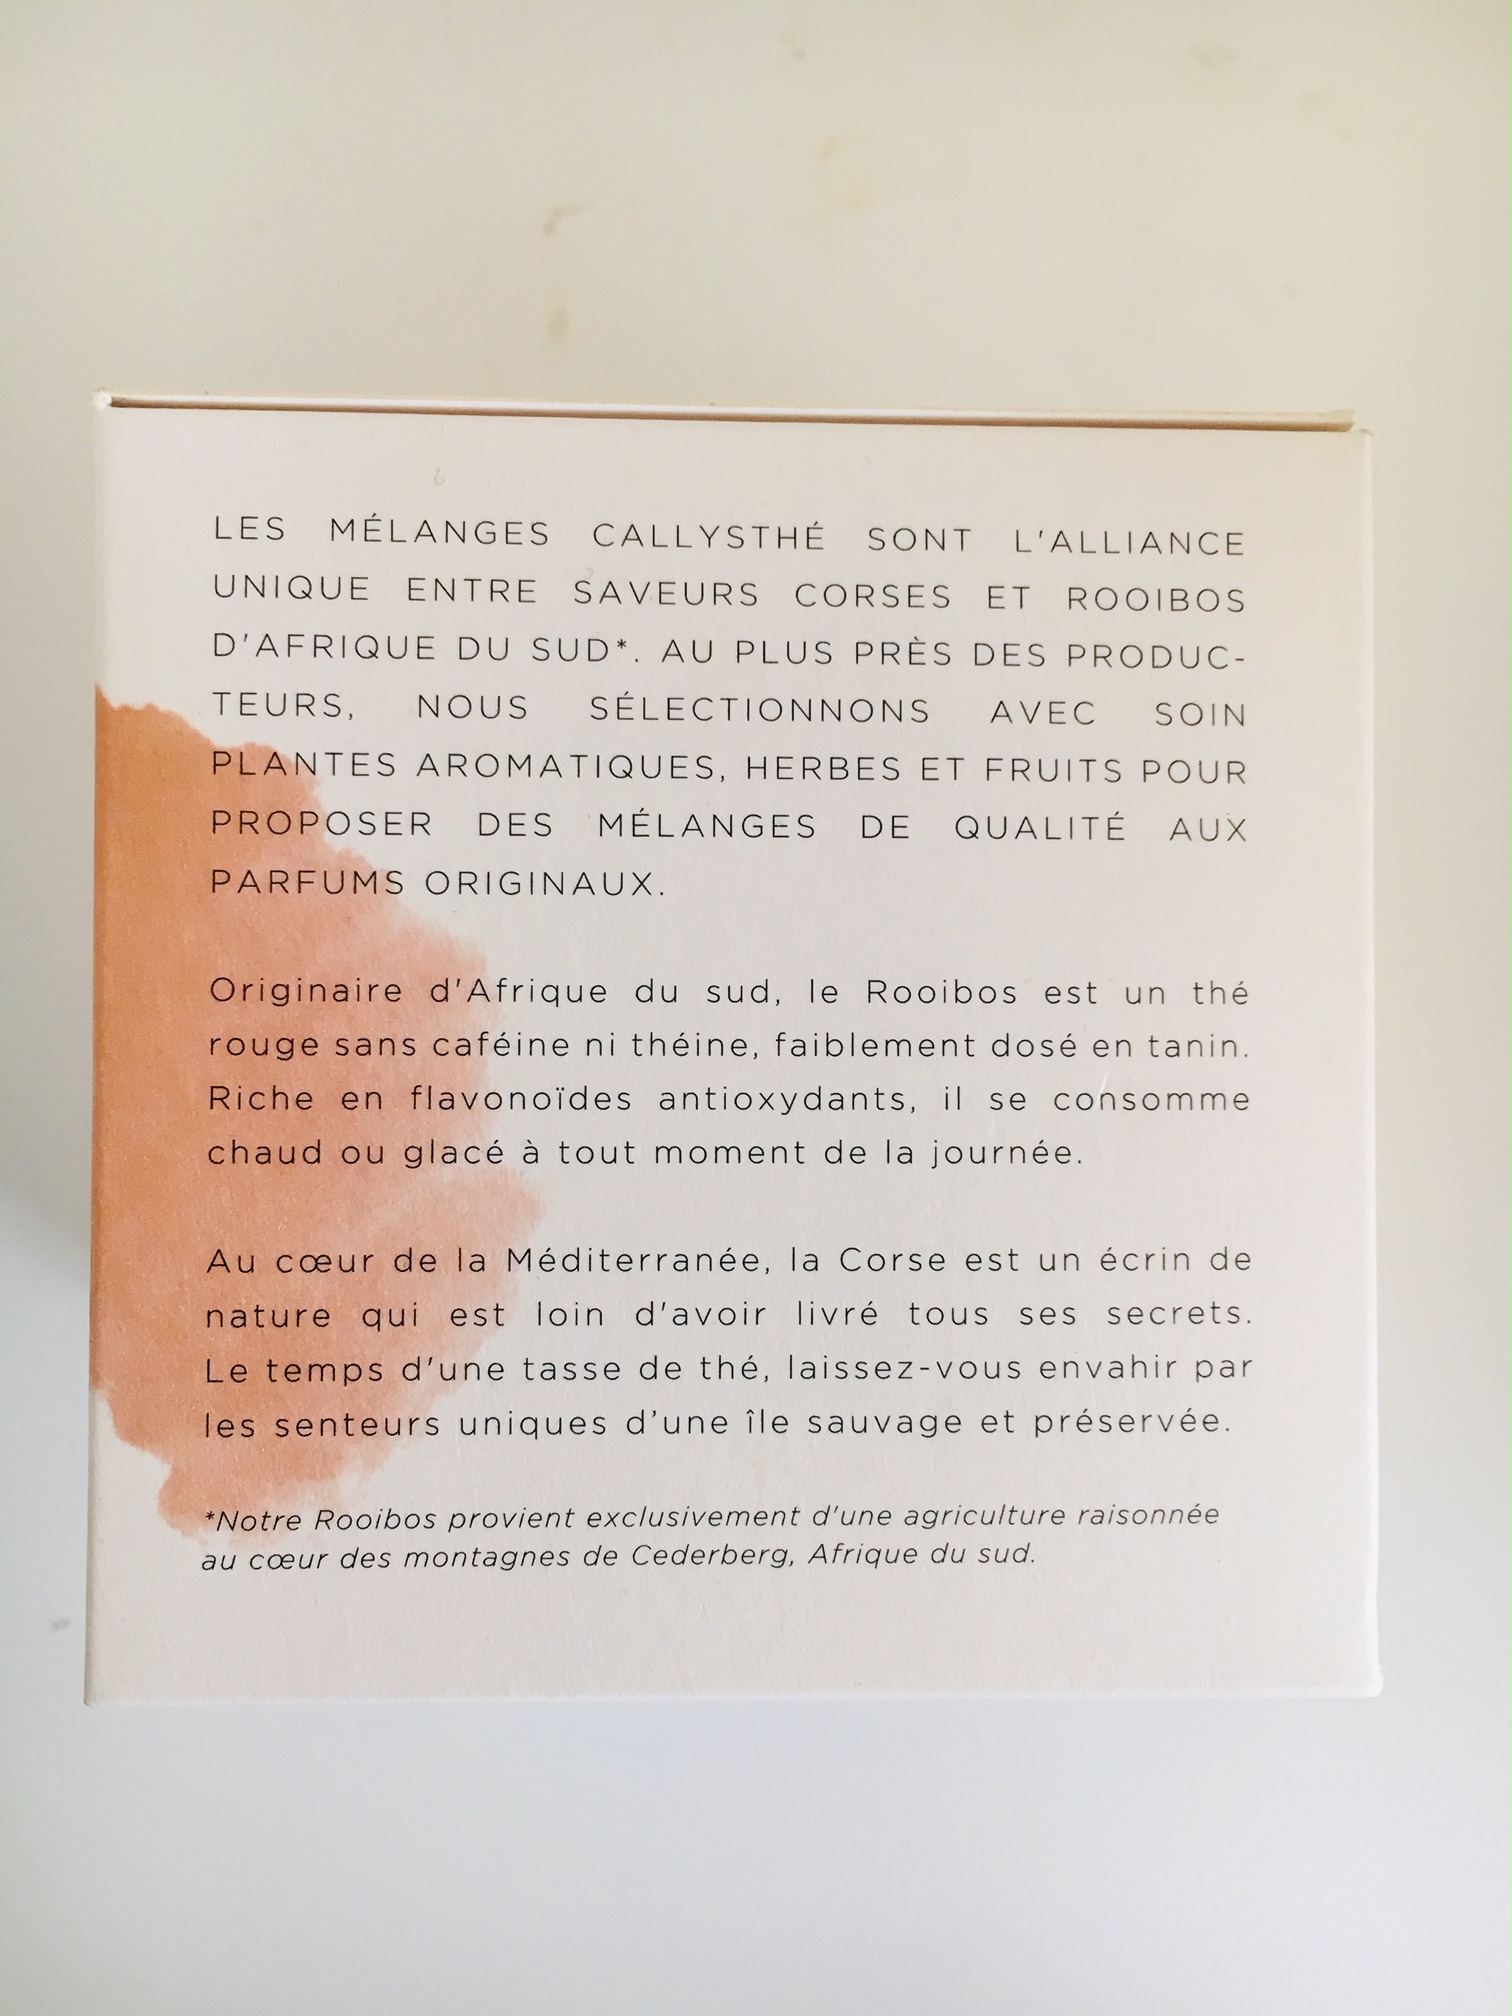 LES MÉLANGES CALLYSTHÉ SONT L'ALLIANCE
UNIQUE ENTRE SAVEURS CORSES ET ROOIBOS
D'AFRIQUE DU SUD*. AU PLUS PRÈS DES PRODUC-
TEURS, NOUS SÉLECTIONNONS AVEC SOIN
PLANTES AROMATIQUES, HERBES ET FRUITS POUR
PROPOSER DES MÉLANGES DE QUALITÉ AUX
PARFUMS ORIGINAUX.
Originaire d'Afrique du sud, le Rooibos est un thé
rouge sans caféine ni théine, faiblement dosé en tanin.
Riche en flavonoïdes antioxydants, il se consomme
chaud ou glacé à tout moment de la journée.
Au cœur de la Méditerranée, la Corse est un écrin de
nature qui est loin d'avoir livré tous ses secrets.
Le temps d'une tasse de thé, laissez-vous envahir par
les senteurs uniques d'une île sauvage et préservée.
*Notre Rooibos provient exclusivement d'une agriculture raisonnée
au cœur des montagnes de Cederberg, Afrique du sud.